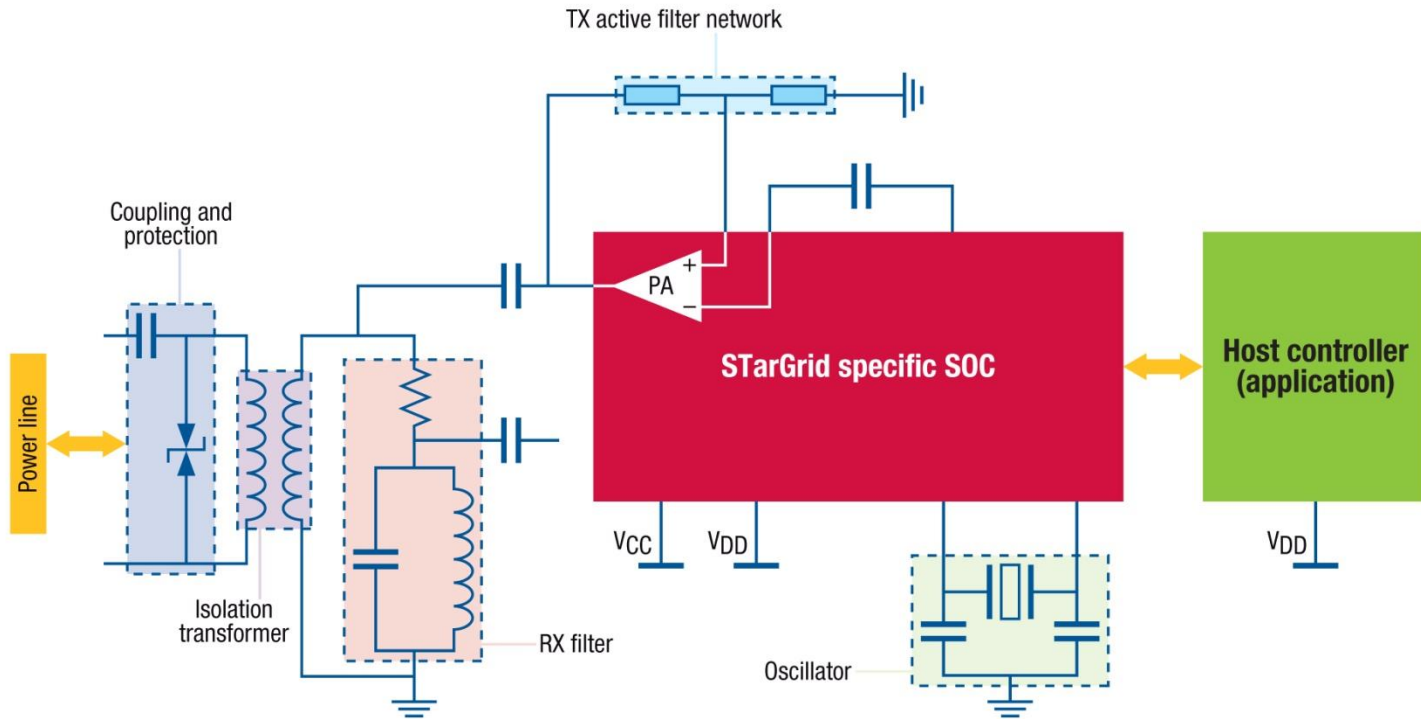 TX active filter network
Coupling and
protection
Power line
Isolation
transformer
RX filter
+
PA
−
STarGrid specific SOC
VCC
VDD
Oscillator
Host controller
(application)
VDD